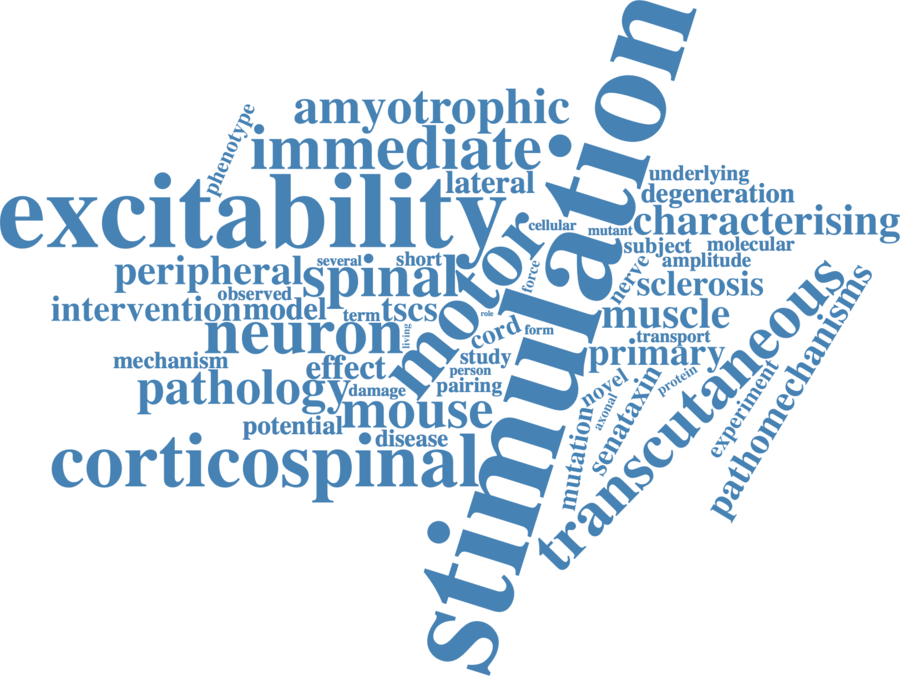 stimulation
amyotrophic
phenotype
immediate
lateral
underlying
degeneration
excitability
characterising
cellular
mutant
motor
subject
molecular
several
short
peripheral
spinal
force
nerve
amplitude
sclerosis
observed
intervention
model
term
tscs
role
muscle
neuron
living
cord
form
transport
transcutaneous
pathomechanisms
mechanism
effect
study
primary
person
pathology
damage
pairing
novel
protein
mouse
axonal
senataxin
experiment
potential
disease
mutation
corticospinal